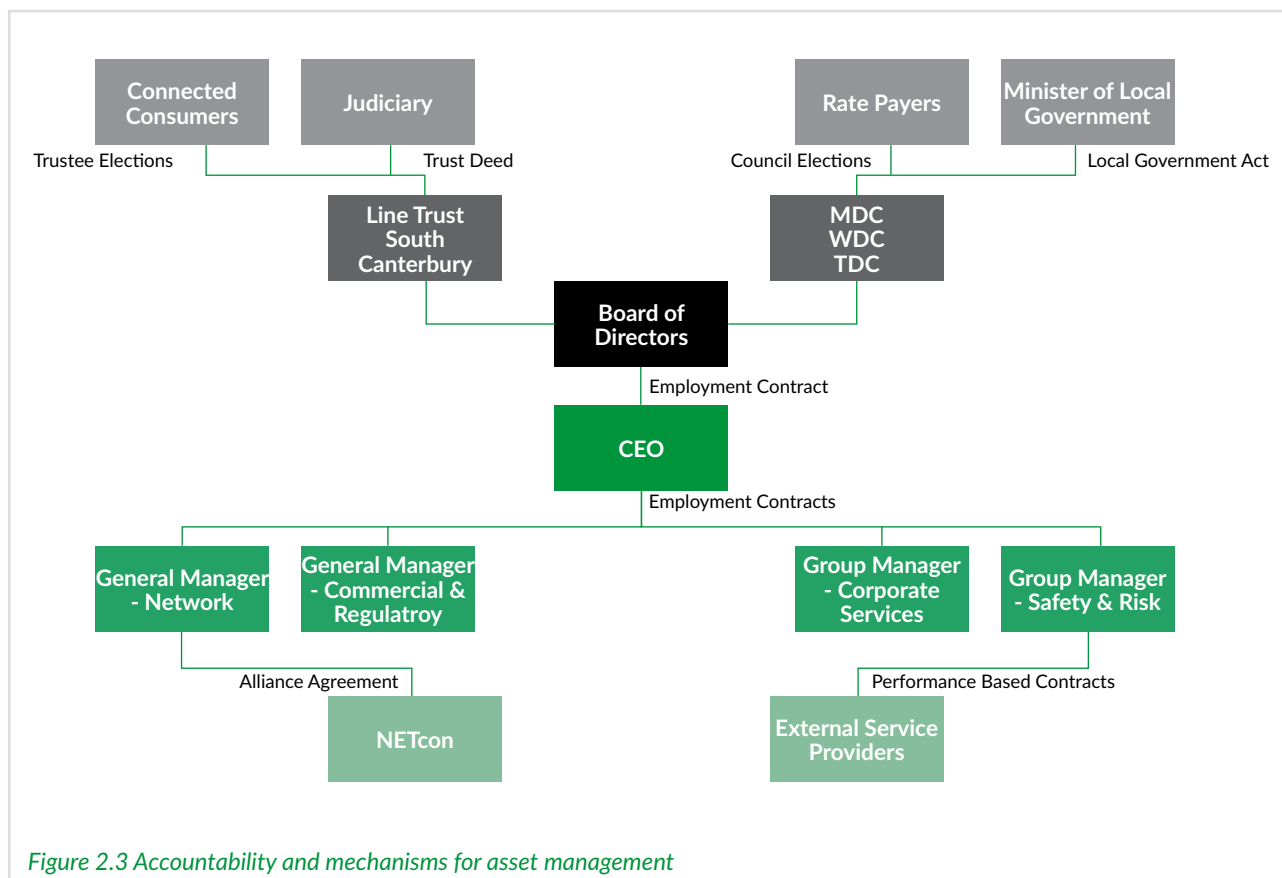 Connected
Consumers
Judiciary
Rate Payers
Minister of Local
Government
Trustee Elections
Trust Deed
Council Elections
Local Government Act
Line Trust
South
Canterbury
MDC
WDC
TDC
Board of
Directors
Employment Contract
CEO
Employment Contracts
General Manager
- Network
General Manager
- Commercial &
Regulatroy
Group Manager
- Corporate
Services
Group Manager
- Safety & Risk
Alliance Agreement
Performance Based Contracts
NETcon
External Service
Providers
Figure 2.3 Accountability and mechanisms for asset management